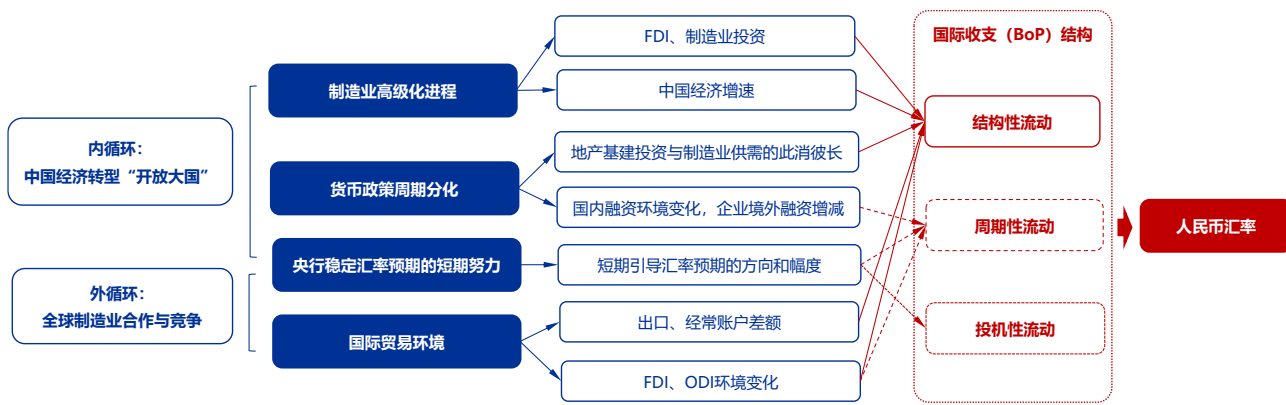 内循环：
中国经济转型“开放大国”
外循环：
全球制造业合作与竞争
制造业高级化进程
货币政策周期分化
央行稳定汇率预期的短期努力
国际贸易环境
FDI、制造业投资
中国经济增速
地产基建投资与制造业供需的此消彼长
国内融资环境变化，企业境外融资增减
短期引导汇率预期的方向和幅度
出口、经常账户差额
FDI、ODI环境变化
国际收支（BoP）结构
结构性流动
周期性流动
投机性流动
人民币汇率